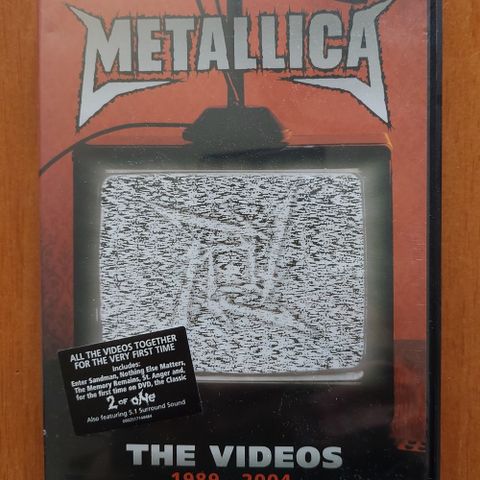 METALLICA
ALL THE VIDEOS TOGETHER
FOR THE VERY FIRST TIME
Includes:
Enter Sandman, Nothing Else Matters,
The Memory Remains, St. Anger and,
for the first time on DVD, the Classic
2 OF ONE
Also featuring 5.1 Surround Sound
THE VIDEOS
1989 - 2004